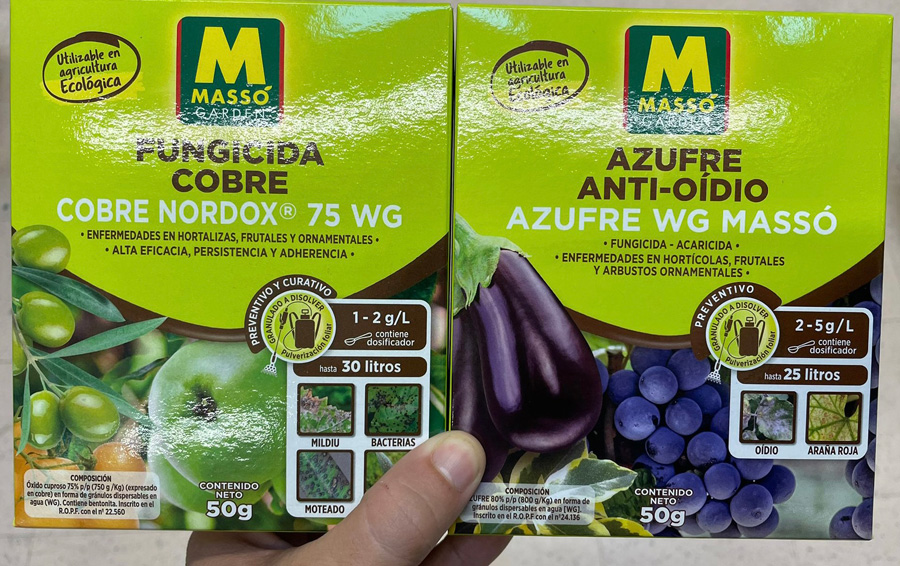 Utilizable en
agricultura
Ecológica
M
MASSÓ
GARDEN
FUNGICIDA
COBRE
COBRE NORDOX® 75 WG
• ENFERMEDADES EN HORTALIZAS, FRUTALES Y ORNAMENTALES •
• ALTA EFICACIA, PERSISTENCIA Y ADHERENCIA •
PREVENTIVO Y CURATIVO
GRANULADO A DISOLVER
Pulverización foliar
1 - 2 g/L
contiene
dosificador
hasta 30 litros
MILDIU
BACTERIAS
MOTEADO
COMPOSICIÓN
Óxido cuproso 75% p/p (750 g /Kg) (expresado
en cobre) en forma de gránulos dispersables en
agua (WG). Contiene bentonita. Inscrito en el
R.O.P.F. con el nº 22.560
CONTENIDO
NETO
50g
Utilizable en
agricultura
Ecológica
M
MASSÓ
GARDEN
AZUFRE
ANTI-OÍDIO
AZUFRE WG MASSÓ
• FUNGICIDA - ACARICIDA •
• ENFERMEDADES EN HORTÍCOLAS, FRUTALES
Y ARBUSTOS ORNAMENTALES •
PREVENTIVO
GRANULADO A DISOLVER
Pulverización foliar
2-5g/L
contiene
dosificador
hasta 25 litros
OÍDIO
ARAÑA ROJA
COMPOSICIÓN
UFRE 80% p/p (800 g/Kg) en forma de
gránulos dispersables en agua [WG].
Inscrito en el R.O.P.F. con el nº24.136
CONTENIDO
NETO
50g